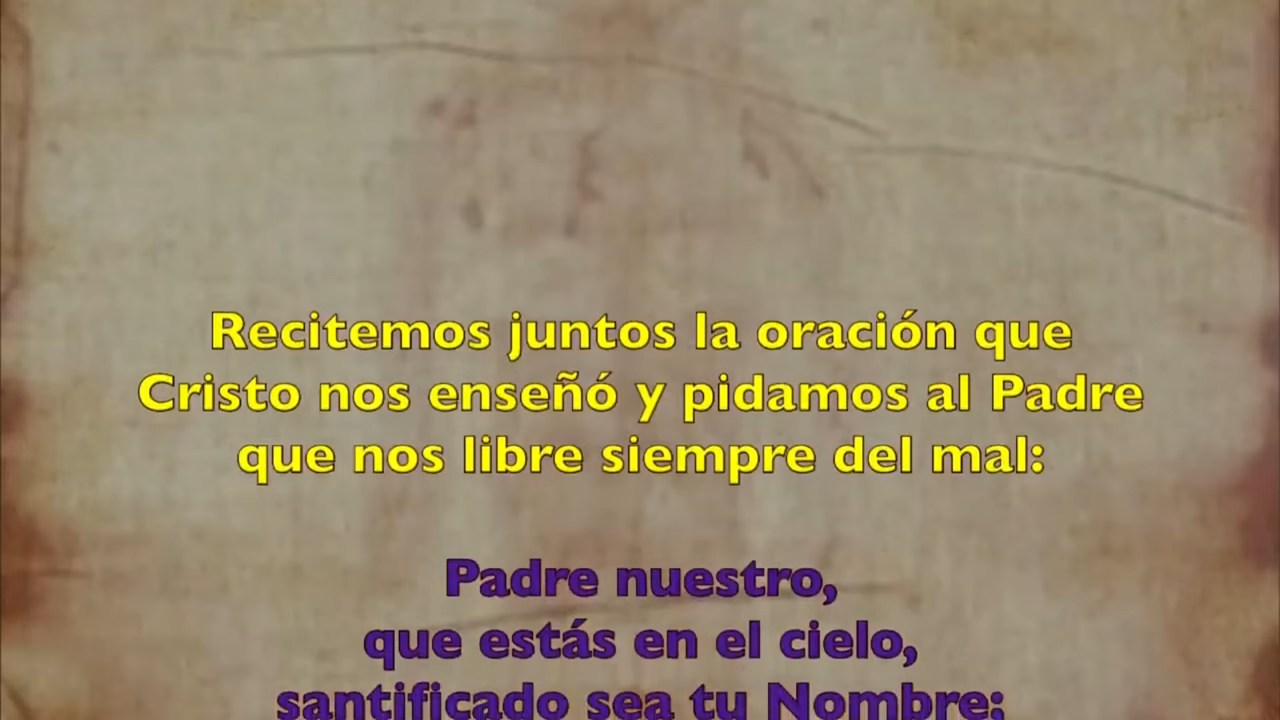 Recitemos juntos la oración que
Cristo nos enseñó y pidamos al Padre
que nos libre siempre del mal:
Padre nuestro,
que estás en el cielo,
santificado sea tu Nombre;